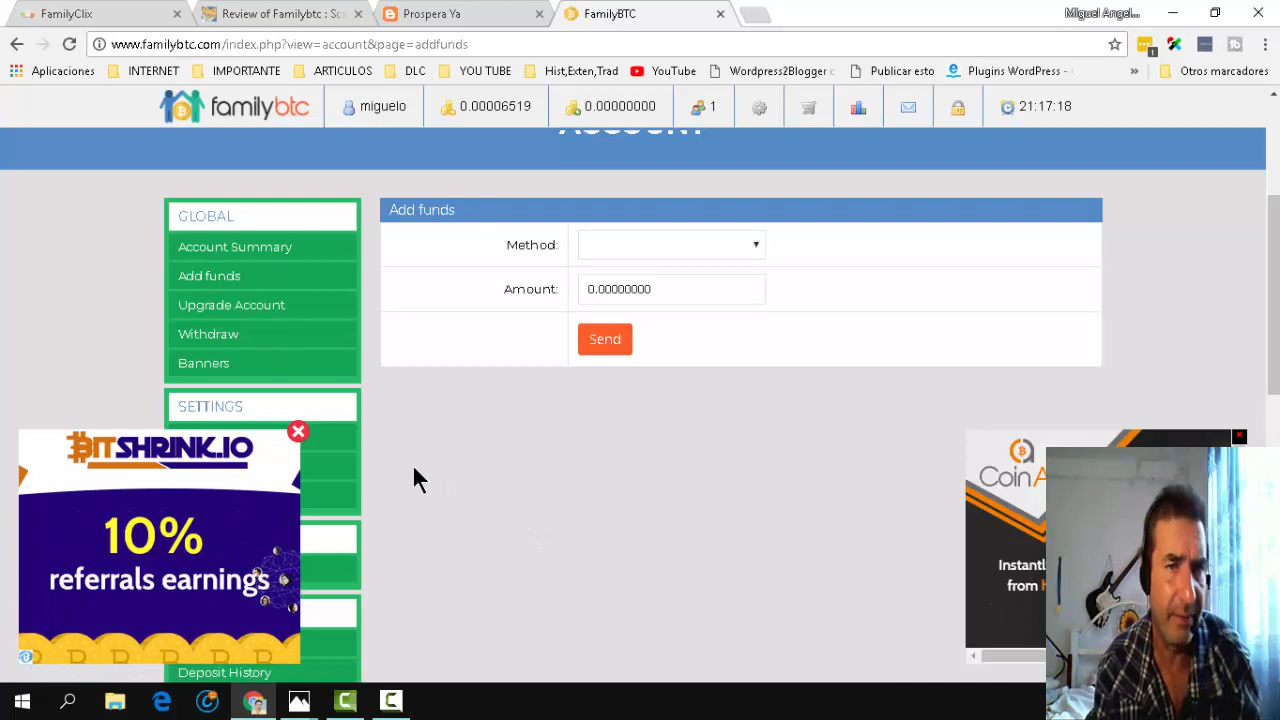 FamilyClix
Review of Familybtc : Sca
Prospera Ya
FamilyBTC
Miguel Angel...
www.familybtc.com/index.php?view=account&page=addfunds
1
Aplicaciones
INTERNET
IMPORTANTE
ARTICULOS
DLC
YOU TUBE
Hist,Exten,Trad
YouTube
Wordpress2Blogger c
Publicar esto
Plugins WordPress -
Otros marcadores
familybtc
miguelo
0.00006519
0.00000000
1
21:17:18
ACCOUNT
GLOBAL
Account Summary
Add funds
Upgrade Account
Withdraw
Banners
SETTINGS
Deposit History
Add funds
Method:
Amount:
0.00000000
Send
BITSHRINK.IO
10%
referrals earnings
Coin A
Instantl
from